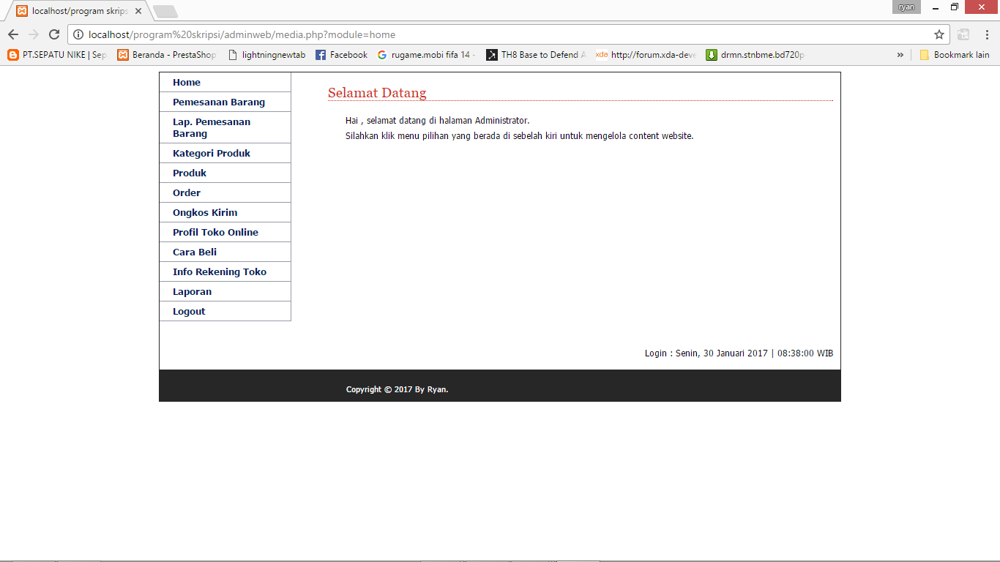 localhost/program skrips
ryan
localhost/program%20skripsi/adminweb/media.php?module=home
PT.SEPATU NIKE | Sep
Beranda - PrestaShop
lightningnewtab
Facebook
rugame.mobi fifa 14 -
TH8 Base to Defend A
xda http://forum.xda-deve
drmn.stnbme.bd720p
» Bookmark lain
Home
Pemesanan Barang
Lap. Pemesanan
Barang
Kategori Produk
Produk
Order
Ongkos Kirim
Profil Toko Online
Cara Beli
Info Rekening Toko
Laporan
Logout
Selamat Datang
Hai , selamat datang di halaman Administrator.
Silahkan klik menu pilihan yang berada di sebelah kiri untuk mengelola content website.
Login : Senin, 30 Januari 2017 | 08:38:00 WIB
Copyright © 2017 By Ryan.